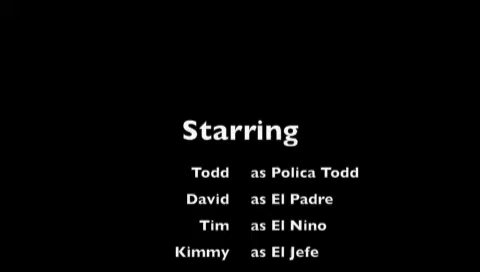 Starring
Todd as Polica Todd
David as El Padre
Tim as El Nino
Kimmy as El Jefe